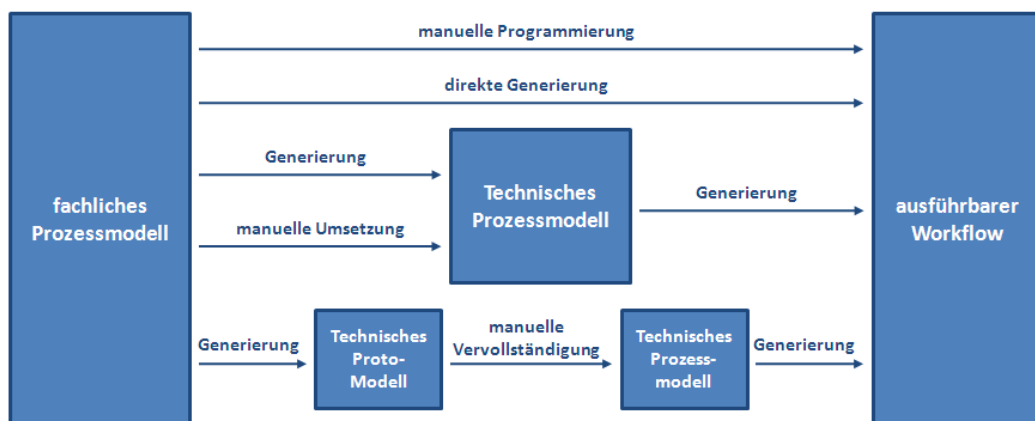 manuelle Programmierung
direkte Generierung
fachliches
Prozessmodell
Generierung
manuelle Umsetzung
Technisches
Prozessmodell
Generierung
ausführbarer
Workflow
Generierung
Technisches
Proto-
Modell
manuelle
Vervollständigung
Technisches
Prozess-
modell
Generierung